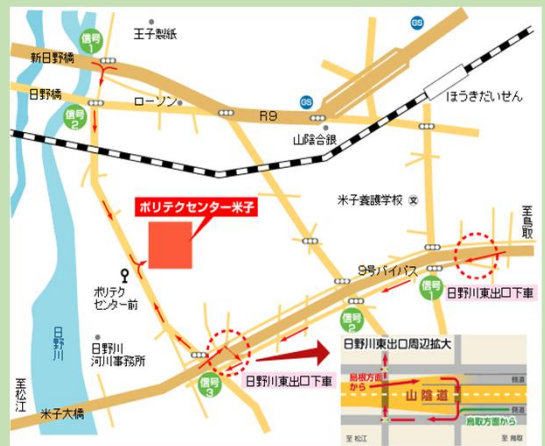 信号
1
王子製紙
GS
新日野橋
日野橋
ローソン
GS
R9
ほうきだいせん
信号
2
山陰合銀
ポリテクセンター米子
米子養護学校
至鳥取
9号バイパス
信号
1
日野川東出口下車
ポリテク
センター前
信号
2
日野川
日野川
河川事務所
日野川東出口周辺拡大
島根方面
から
山陰道
側道
側道
鳥取方面
から
至 松江
至 鳥取
至松江
信号
3
日野川東出口下車
米子大橋